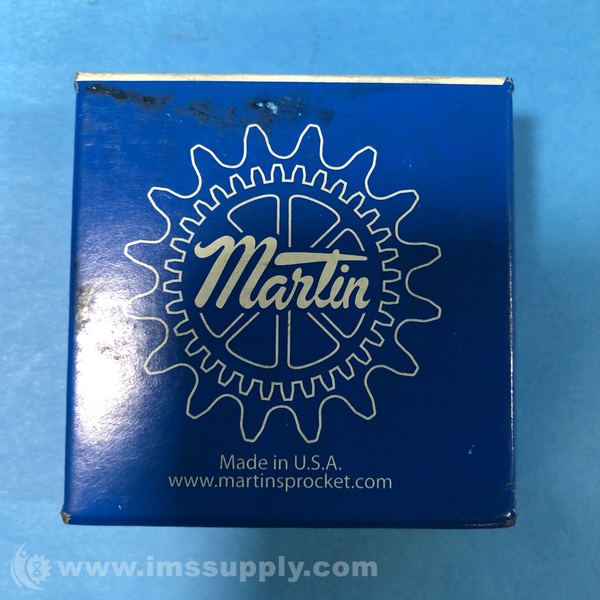 Martin
Made in U.S.A.
www.martinsprocket.com
www.imssupply.com